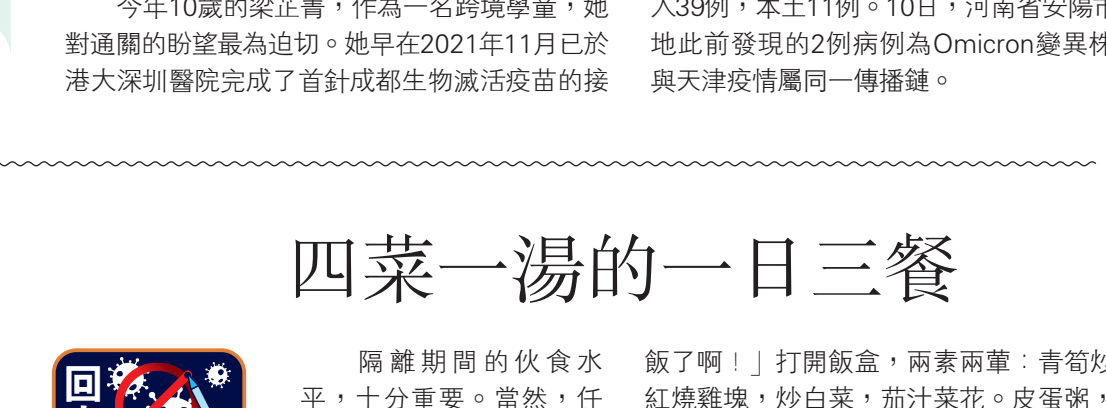 今年10歲的梁芷菁，作為一名跨境學童，她
對通關的盼望最為迫切。她早在2021年11月已於
港大深圳醫院完成了首針成都生物滅活疫苗的接
入39例，本土11例。10日，河南省安陽市
地此前發現的2例病例為Omicron變異株
與天津疫情屬同一傳播鏈。
四菜一湯的一日三餐
回
隔離期間的伙食水
平，十分重要。當然，仟
飯了啊！」打開飯盒，兩素兩葷：青筍炒
紅燒雞塊，炒白菜，茄汁菜花。皮蛋粥，